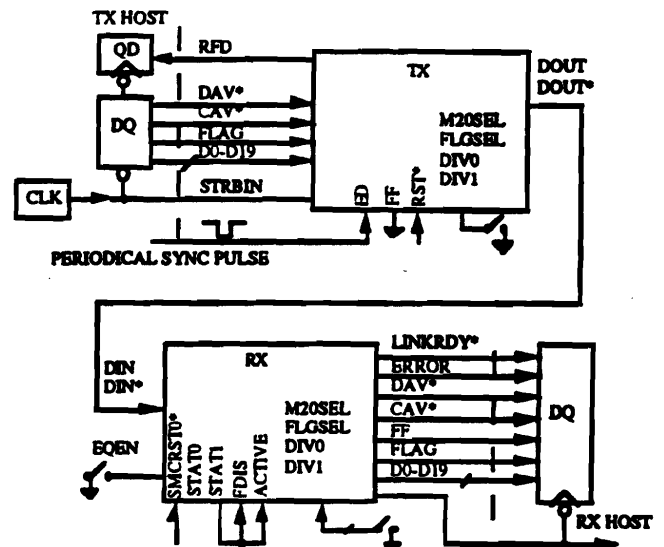 TX HOST
QD
RFD
TX
DOUT
DOUT*
DAV*
CAV*
FLAG
D0-D19
DQ
M20SEL
FLGSEL
DIV0
DIV1
CLK
STRBIN
ED
FF
RST*
PERIODICAL SYNC PULSE
LINKRDY*
ERROR
DAV*
CAV*
FF
FLAG
D0-D19
RX
DIN
DIN*
M20SEL
FLGSEL
DIV0
DIV1
DQ
EQEN
SMCRST0*
STAT0
STAT1
FDIS
ACTIVE
RX HOST